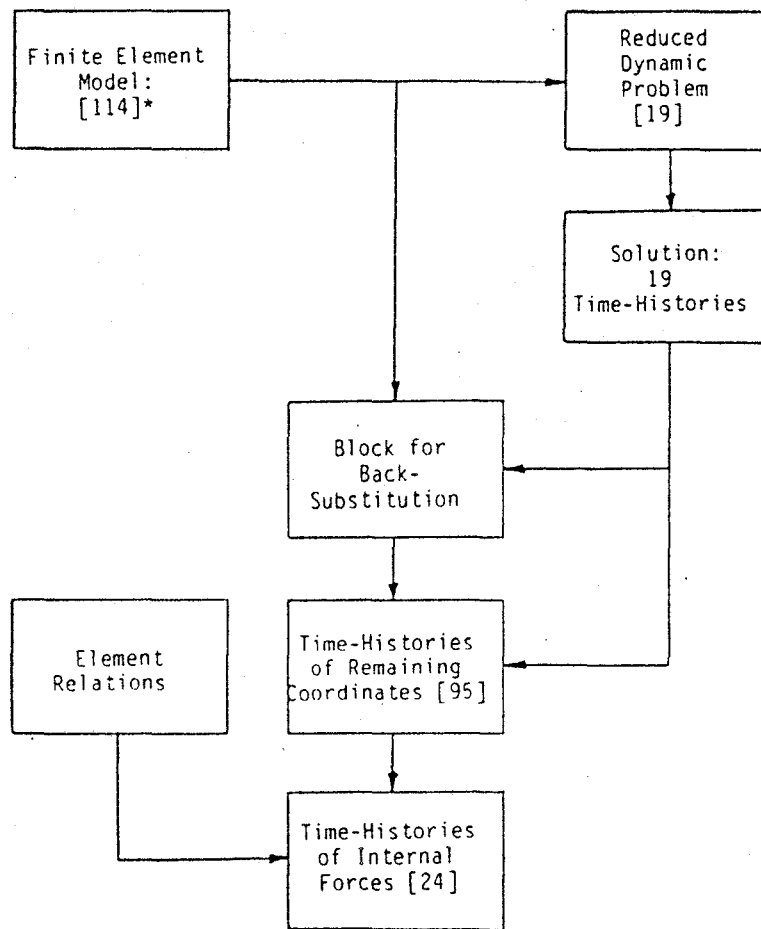 Finite Element
Model:
[114]*
Reduced
Dynamic
Problem
[19]
Solution:
19
Time-Histories
Block for
Back-
Substitution
Element
Relations
Time-Histories
of Remaining
Coordinates [95]
Time-Histories
of Internal
Forces [24]